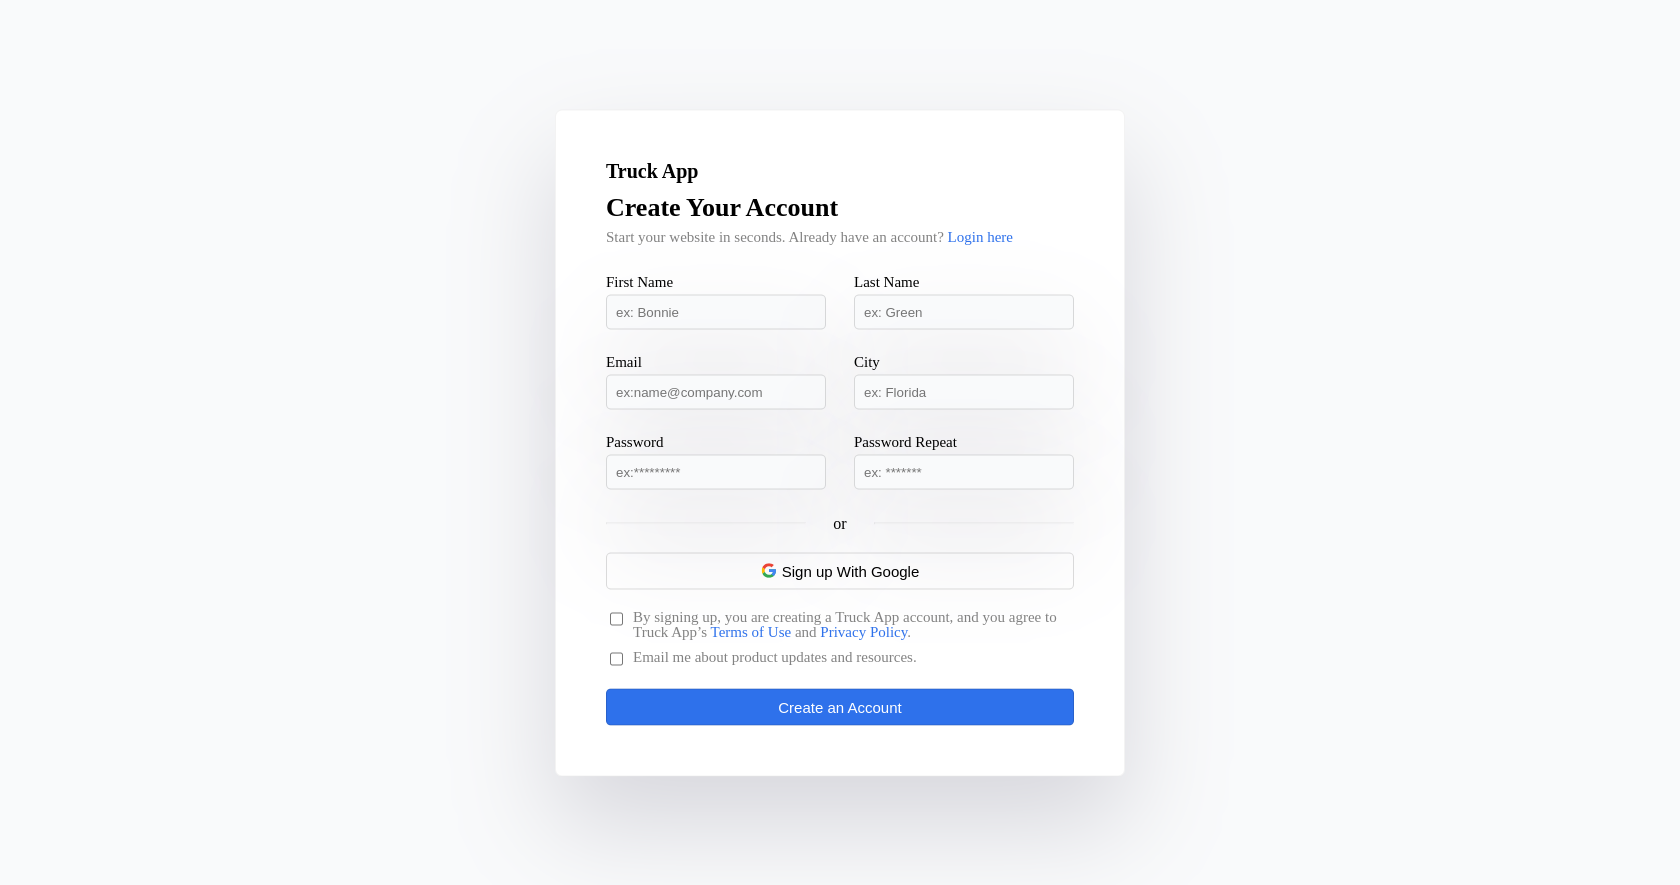 Truck App
Create Your Account
Start your website in seconds. Already have an account? Login here
First Name
Last Name
ex: Bonnie
ex: Green
Email
City
ex:name@company.com
ex: Florida
Password
Password Repeat
ex:*********
ex: *******
or
Sign up With Google
By signing up, you are creating a Truck App account, and you agree to
Truck App’s Terms of Use and Privacy Policy.
Email me about product updates and resources.
Create an Account